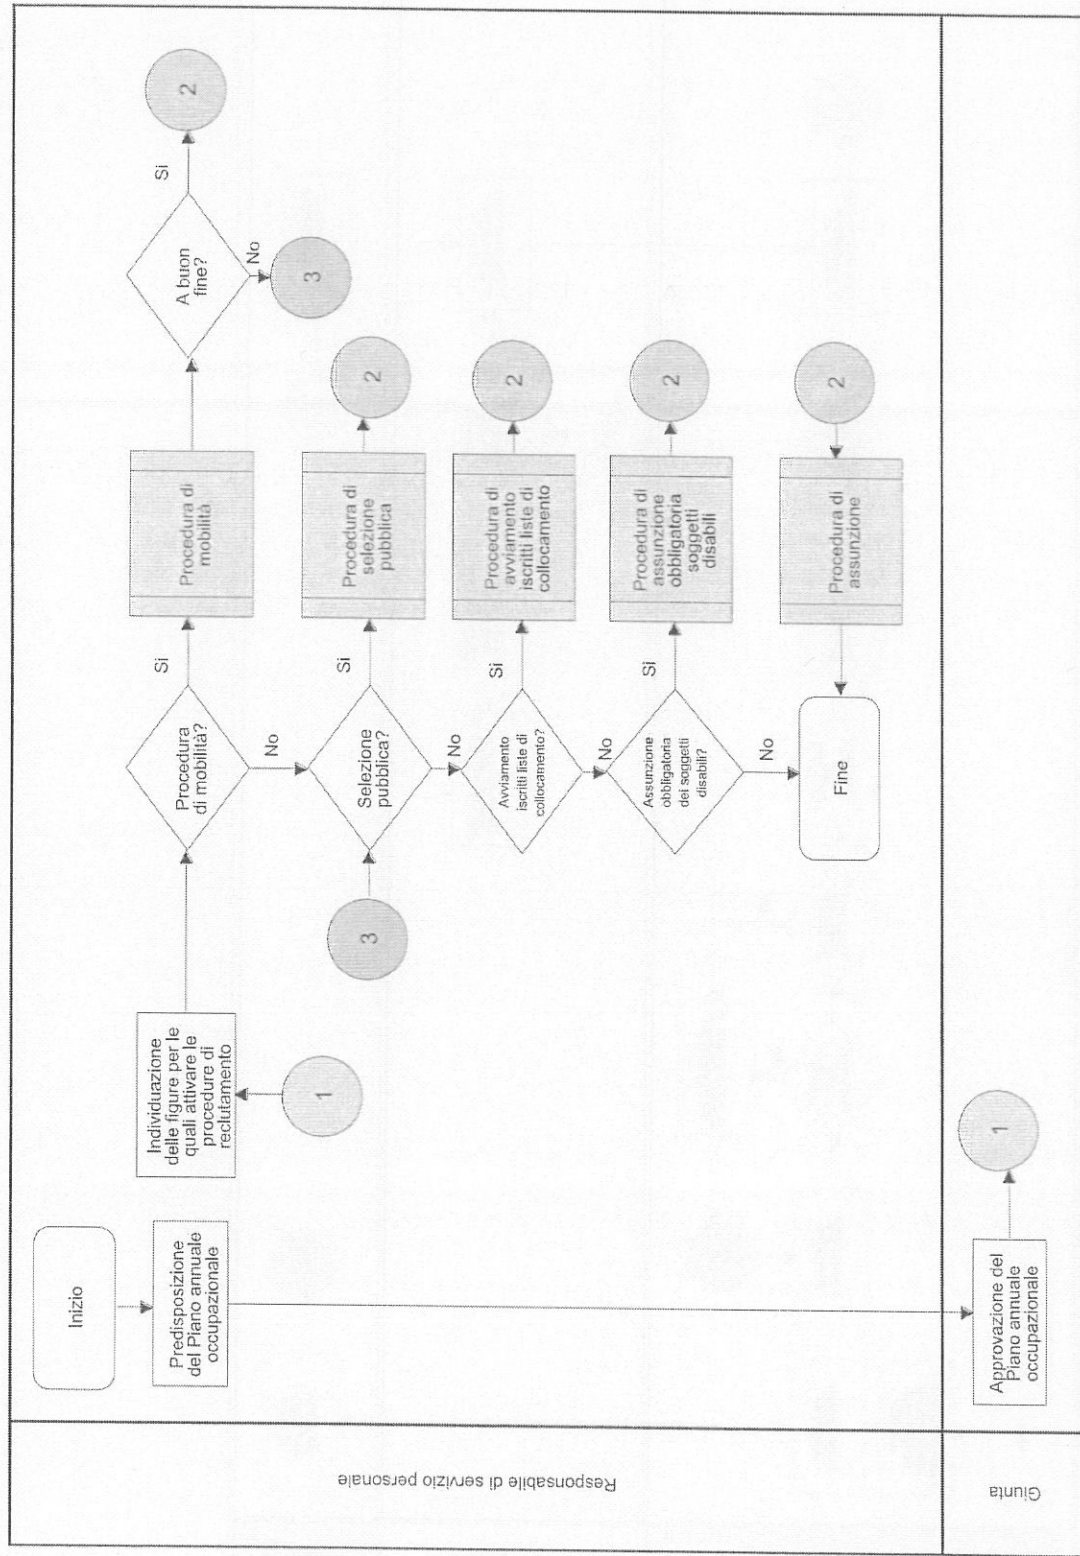 Responsabile di servizio personale
Inizio
Predisposizione
del Piano annuale
occupazionale
Individuazione
delle figure per le
quali attivare le
procedure di
reclutamento
1
Procedura
di mobilità?
Si
No
Procedura di
mobilità
A buon
fine?
Si
2
No
3
3
Selezione
pubblica?
Si
No
Procedura di
selezione
pubblica
2
Avviamento
iscritti liste di
collocamento?
Si
No
Procedura di
avviamento
iscritti liste di
collocamento
2
Assunzione
obbligatoria
dei soggetti
disabili?
Si
No
Procedura di
assunzione
obbligatoria
soggetti
disabili
2
Fine
Procedura di
assunzione
2
Giunta
Approvazione del
Piano annuale
occupazionale
1